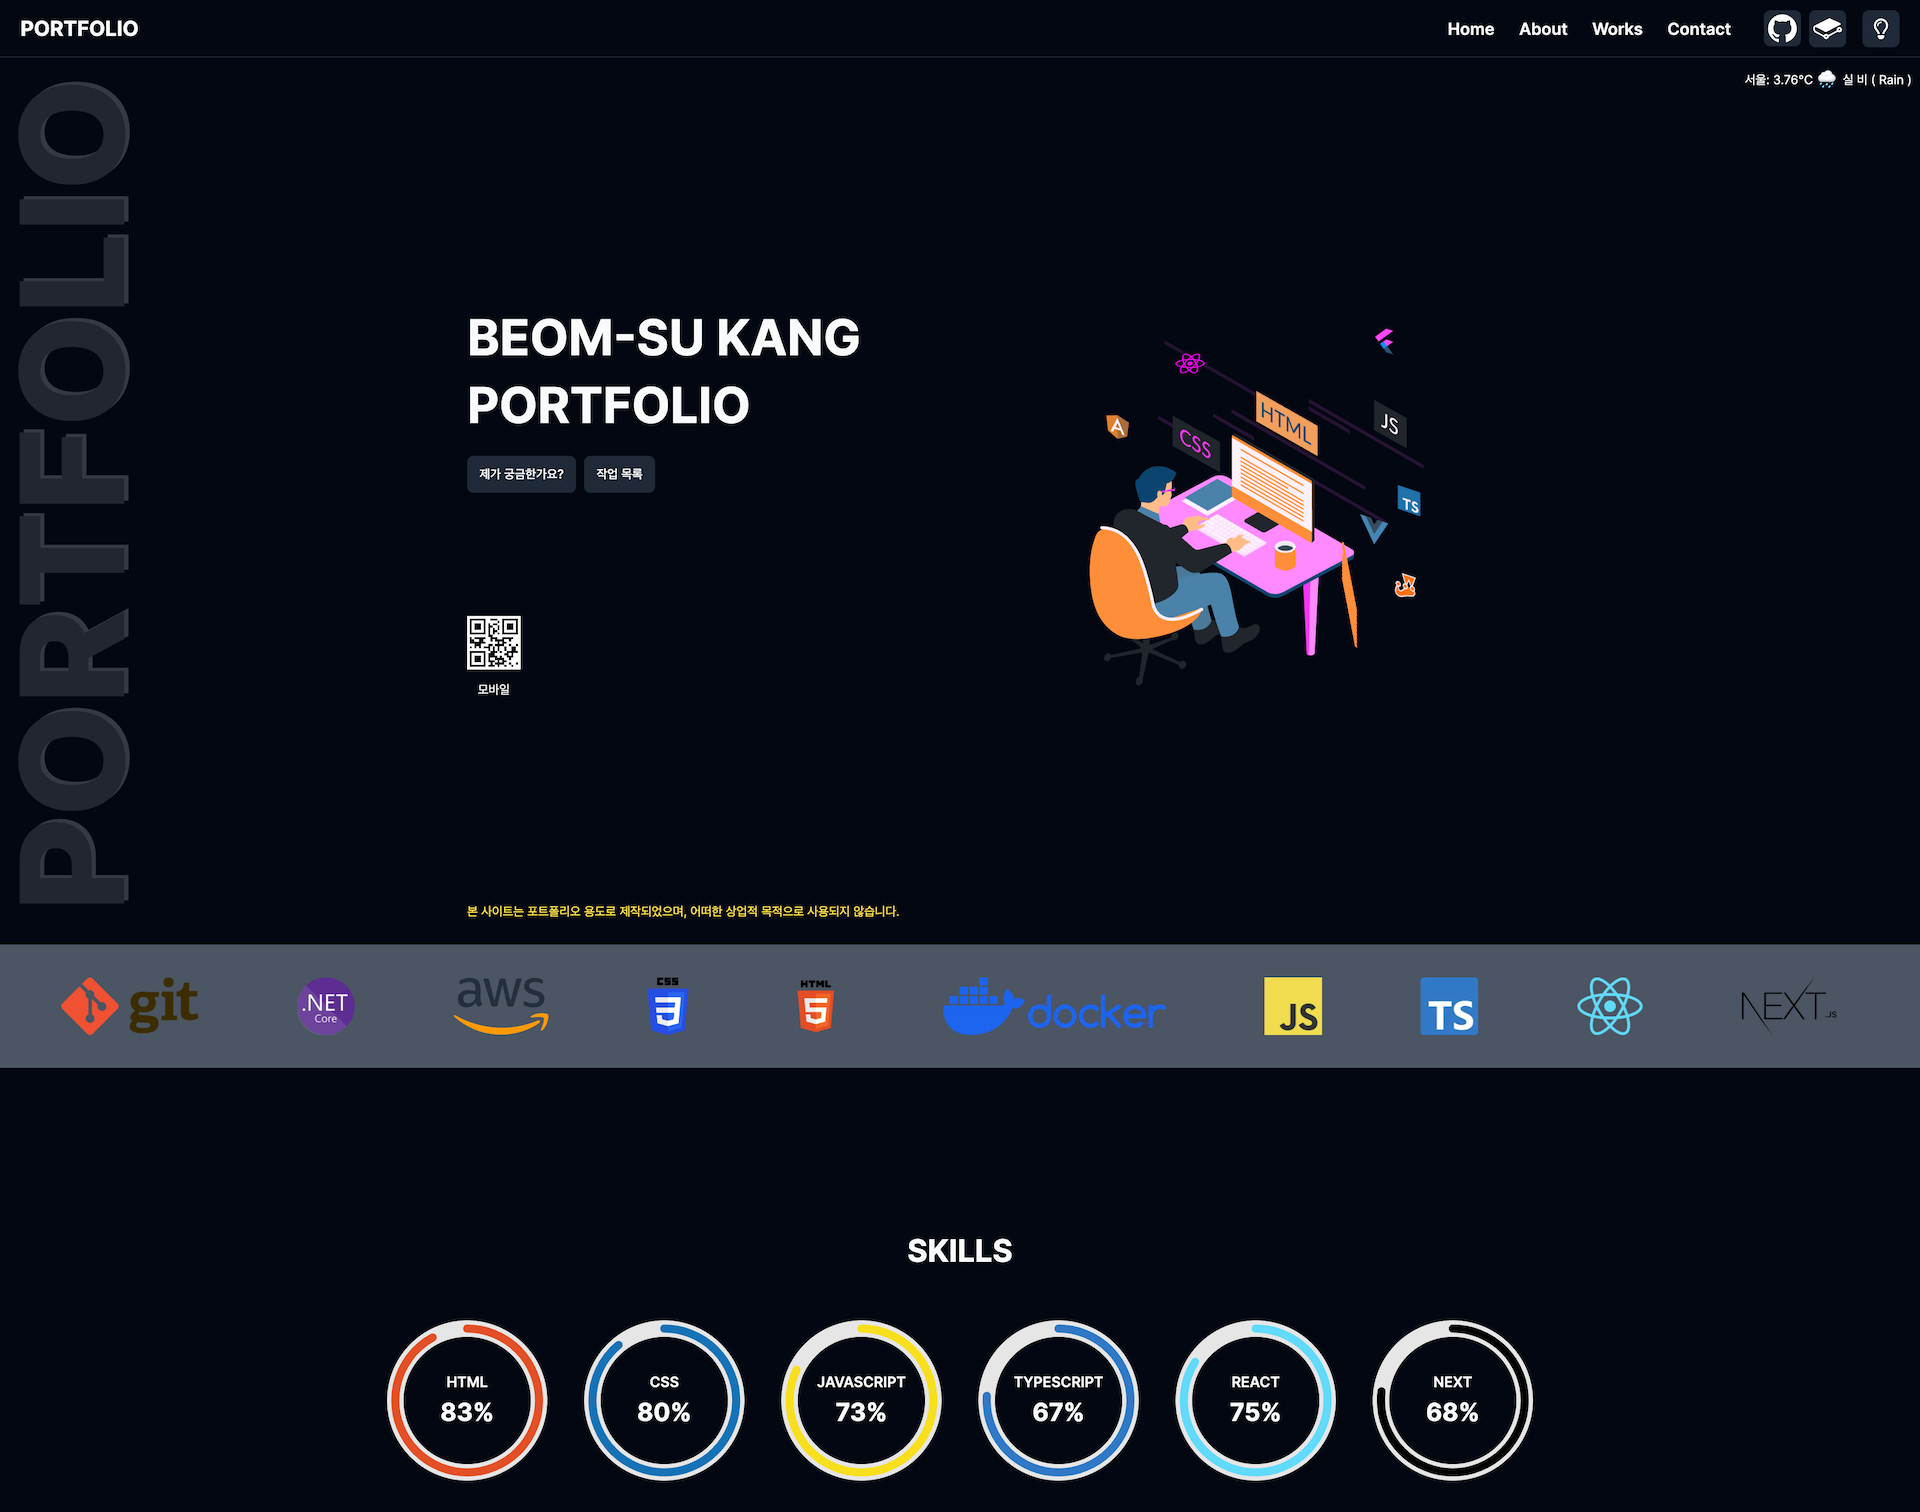 PORTFOLIO
Home About Works Contact
서울: 3.76°C 실 비 ( Rain )
PORTFOLIO
BEOM-SU KANG
PORTFOLIO
제가 궁금한가요? 작업 목록
HTML
CSS
JS
A
TS
모바일
본 사이트는 포트폴리오 용도로 제작되었으며, 어떠한 상업적 목적으로 사용되지 않습니다.
git
.NET
Core
aws
CSS
3
HTML
5
docker
JS
TS
NEXT.JS
SKILLS
HTML
83%
CSS
80%
JAVASCRIPT
73%
TYPESCRIPT
67%
REACT
75%
NEXT
68%